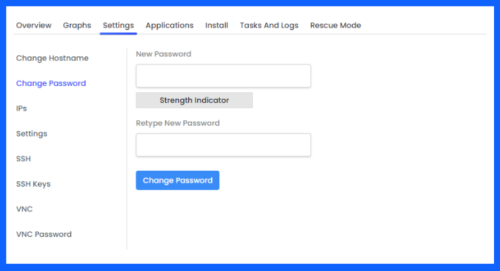 Overview Graphs Settings Applications Install Tasks And Logs Rescue Mode
Change Hostname
Change Password
IPs
Settings
SSH
SSH Keys
VNC
VNC Password
New Password
Strength Indicator
Retype New Password
Change Password